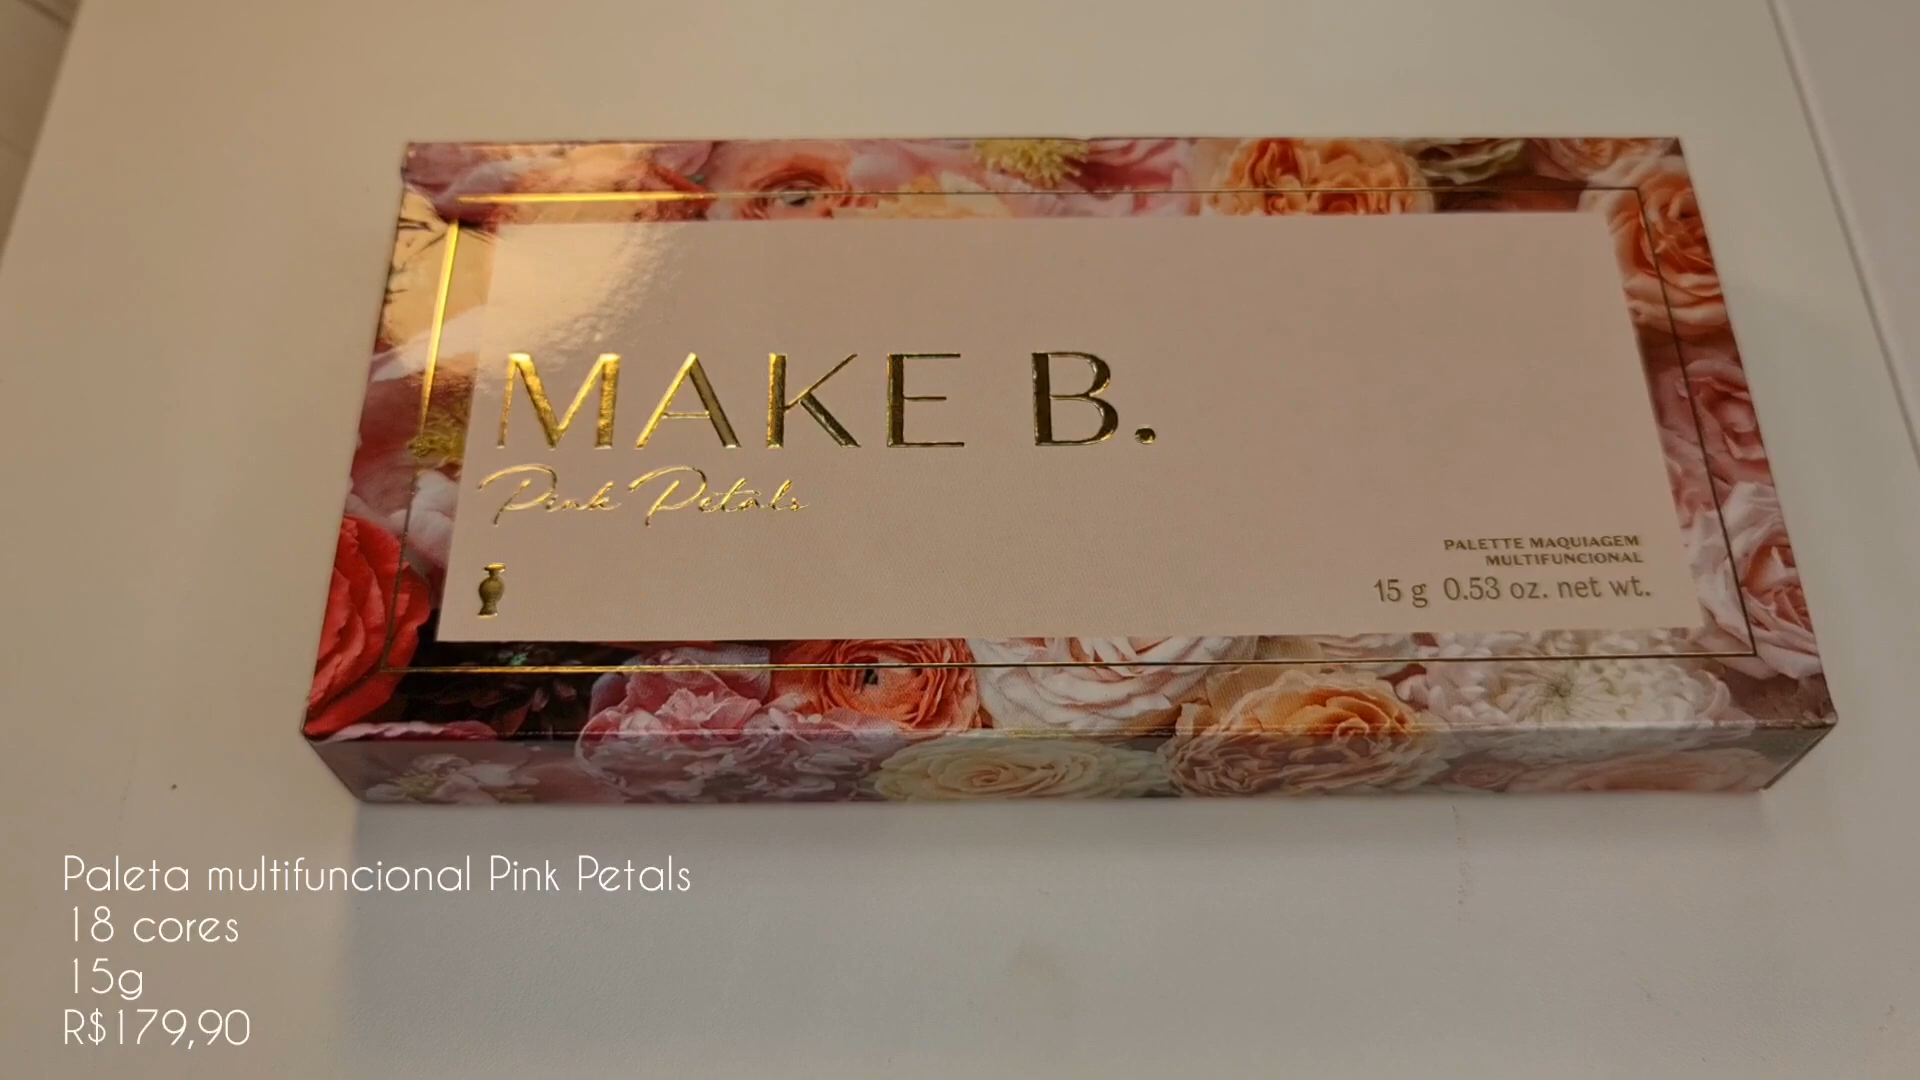 MAKE B.
Pink Petals
PALETTE MAQUIAGEM
MULTIFUNCIONAL
15 g 0.53 oz. net wt.
Paleta multifuncional Pink Petals
18 cores
15g
R$179,90